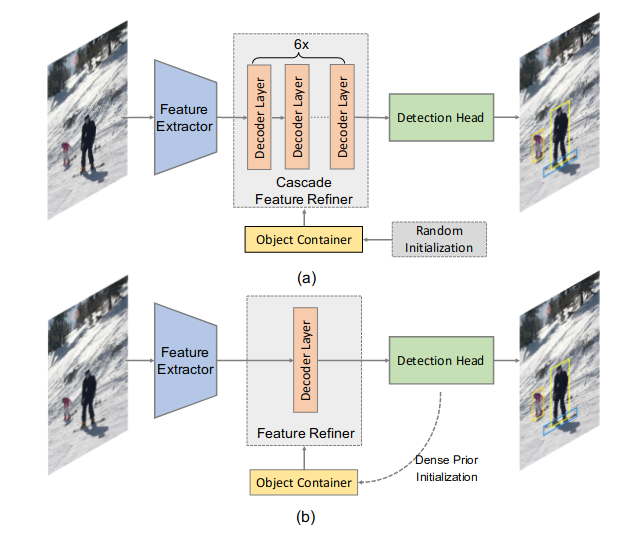 6x
Feature
Extractor
Decoder Layer
Decoder Layer
Decoder Layer
Detection Head
Cascade
Feature Refiner
Object Container
Random
Initialization
(a)
Feature
Extractor
Decoder Layer
Detection Head
Feature Refiner
Dense Prior
Initialization
Object Container
(b)